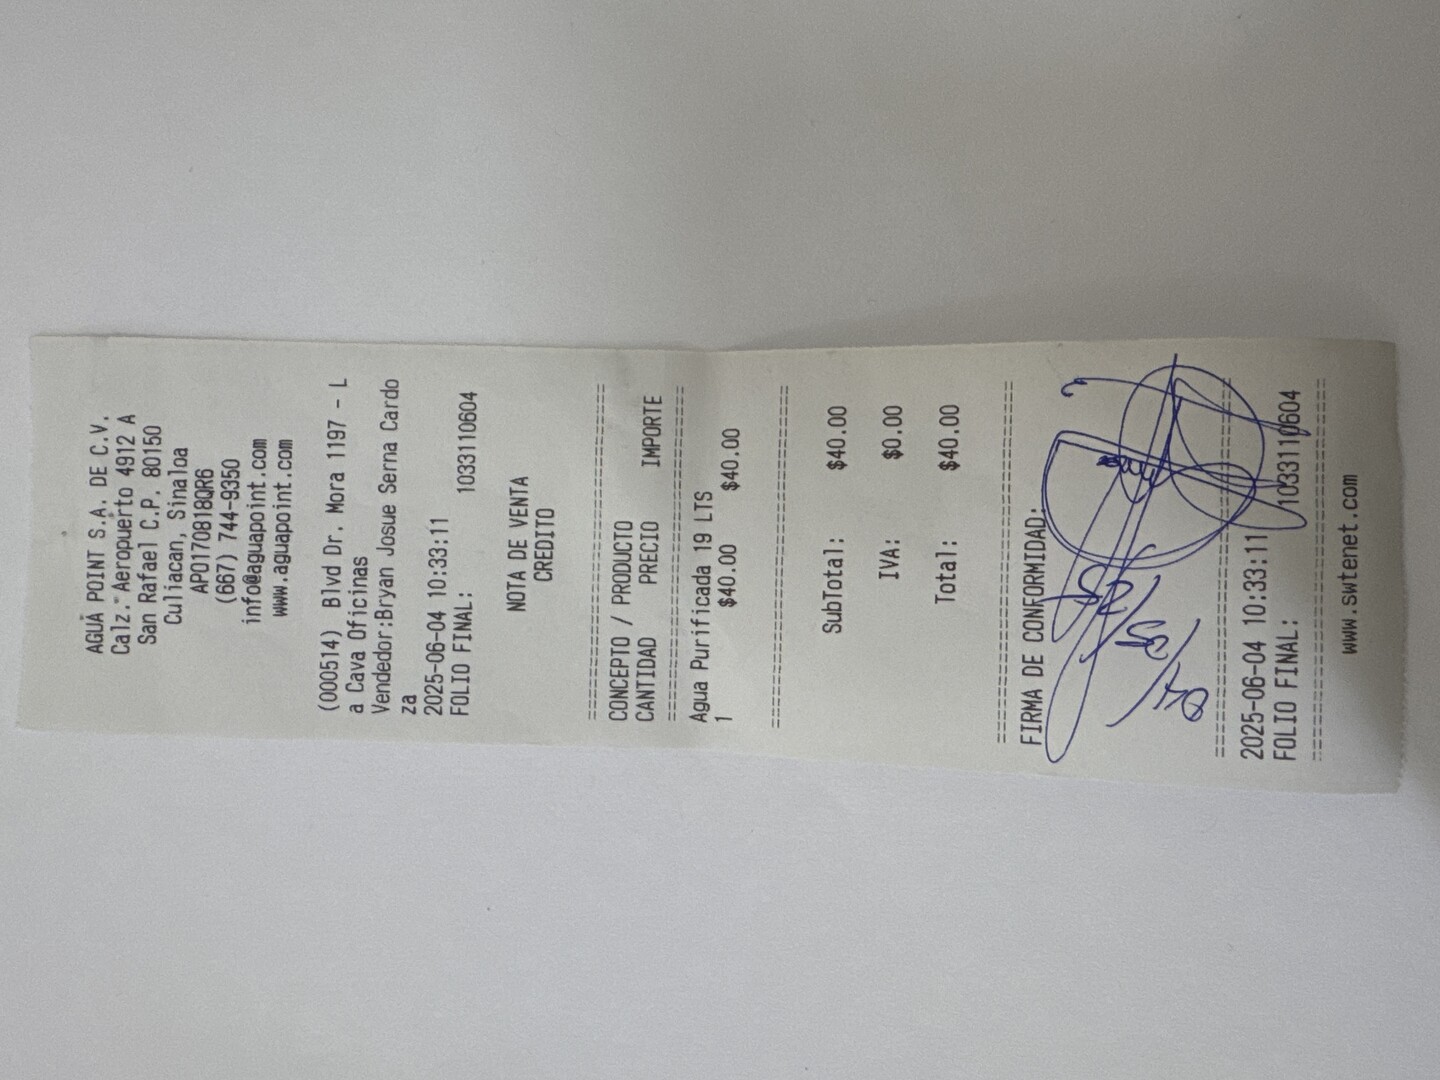 AGUA POINT S.A. DE C.V.
Calz. Aeropuerto 4912 A
San Rafael C.P. 80150
Culiacan, Sinaloa
APO170818QR6
(667) 744-9350
info@aguapoint.com
www.aguapoint.com
(000514) Blvd Dr. Mora 1197 - L
a Cava Oficinas
Vendedor:Bryan Josue Serna Cardo
za
2025-06-04 10:33:11
FOLIO FINAL: 1033110604
NOTA DE VENTA
CREDITO
CONCEPTO / PRODUCTO
CANTIDAD PRECIO IMPORTE
Agua Purificada 19 LTS
1 $40.00 $40.00
SubTotal: $40.00
IVA: $0.00
Total: $40.00
FIRMA DE CONFORMIDAD:
2025-06-04 10:33:11
FOLIO FINAL: 1033110604
www.swtenet.com